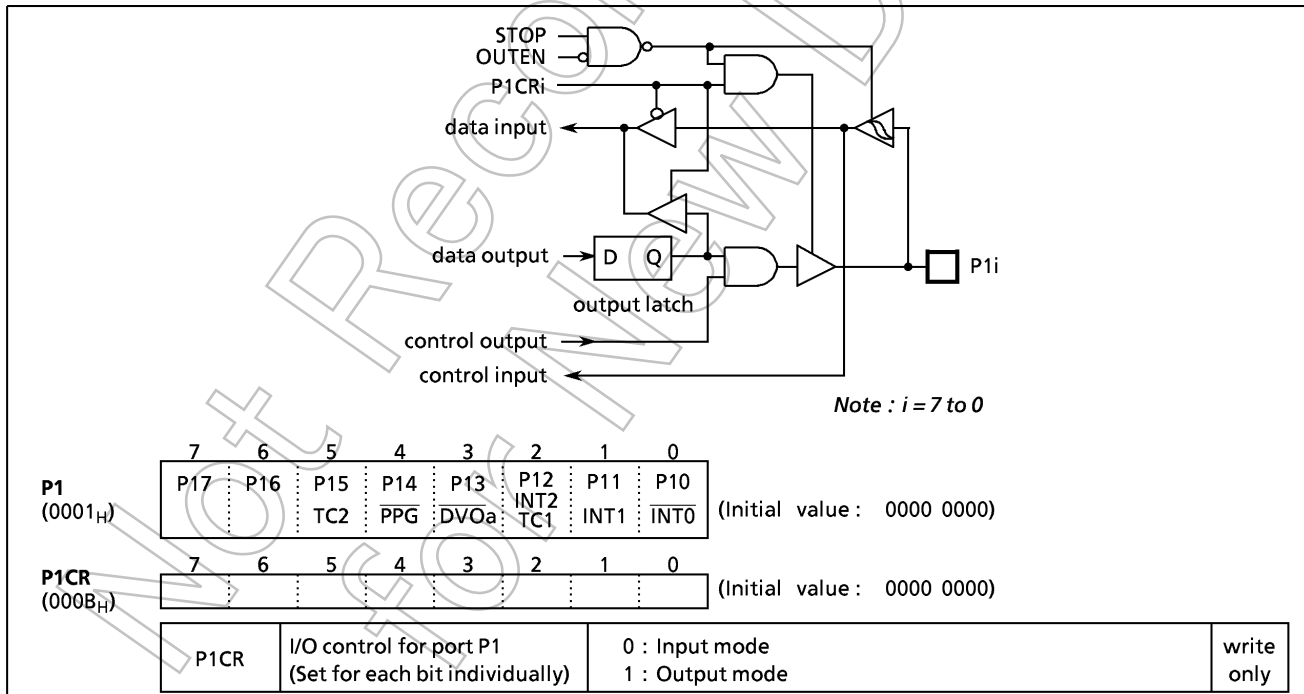 STOP
OUTEN
P1CRi
data input
data output
D Q
output latch
control output
control input
P1i
Note : i = 7 to 0
7 6 5 4 3 2 1 0
P1
(0001H)
P17 P16 P15 P14 P13 P12 P11 P10
TC2 PPG DVOa INT2 TC1 INT1 INT0
(Initial value : 0000 0000)
7 6 5 4 3 2 1 0
P1CR
(000BH)
(Initial value : 0000 0000)
P1CR
I/O control for port P1
(Set for each bit individually)
0 : Input mode
1 : Output mode
write
only
Not Recom
for New D